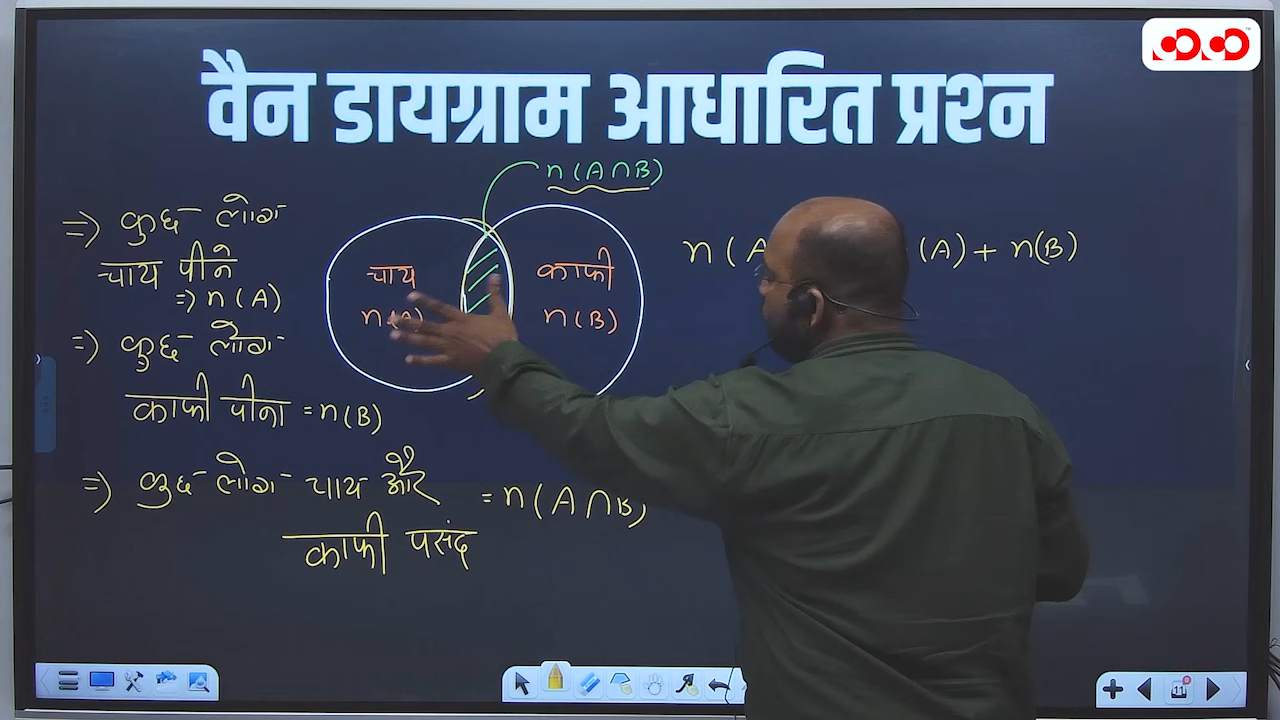 वैन डायग्राम आधारित प्रश्न
n(A∩B)
=> कुछ लोग
चाय पीने
=> n(A)
=> कुछ लोग
काफी पीना = n(B)
=> कुछ लोग चाय और
काफी पसंद = n(A∩B)
चाय
n(A)
काफी
n(B)
n(A (A) + n(B)